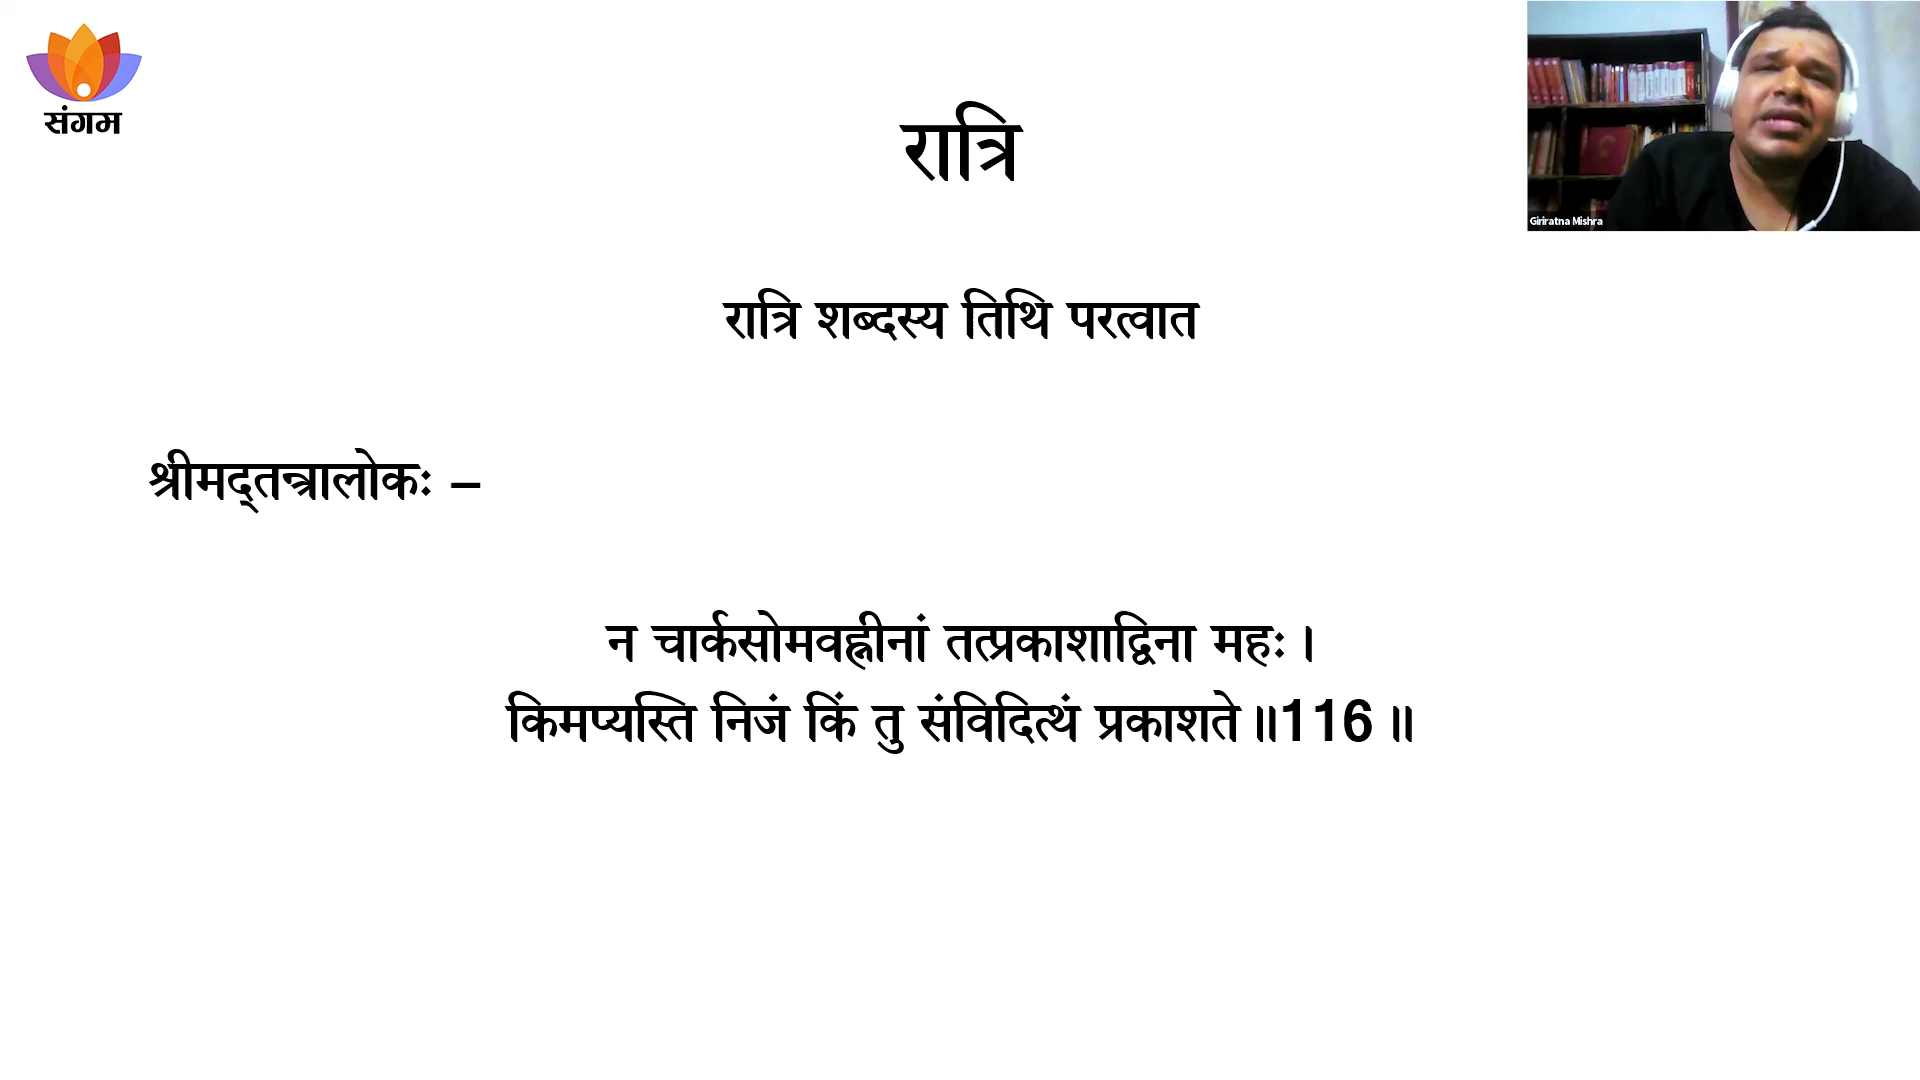 संगम
रात्रि
Giriratna Mishra
रात्रि शब्दस्य तिथि परत्वात
श्रीमद्‌तन्त्रालोकः –
न चार्कसोमवह्नीनां तत्प्रकाशाद्विना महः ।
किमप्यस्ति निजं किं तु संविदित्थं प्रकाशते ॥116 ॥